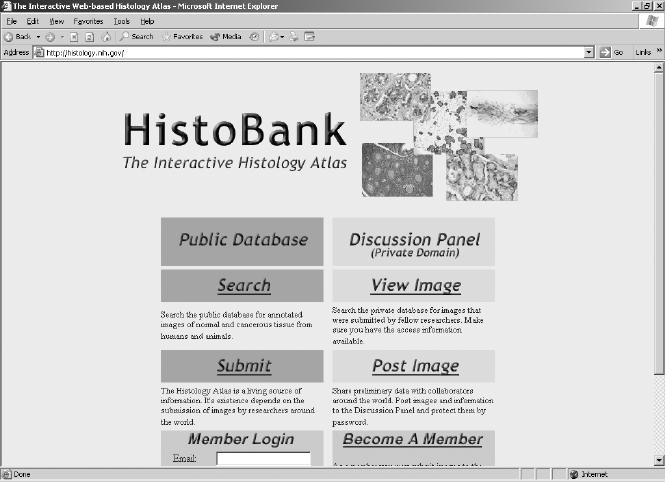 The Interactive Web-based Histology Atlas - Microsoft Internet Explorer
File Edit View Favorites Tools Help
Back Search Favorites Media
Address http://histology.nih.gov/ Go Links »
HistoBank
The Interactive Histology Atlas
Public Database
Search
Search the public database for annotated
images of normal and cancerous tissue from
humans and animals.
Submit
The Histology Atlas is a living source of
information. It's existence depends on the
submission of images by researchers around
the world.
Member Login
Email:
Discussion Panel
(Private Domain)
View Image
Search the private database for images that
were submitted by fellow researchers. Make
sure you have the access information
available.
Post Image
Share preliminary data with collaborators
around the world. Post images and information
to the Discussion Panel and protect them by
password.
Become A Member
Done Internet